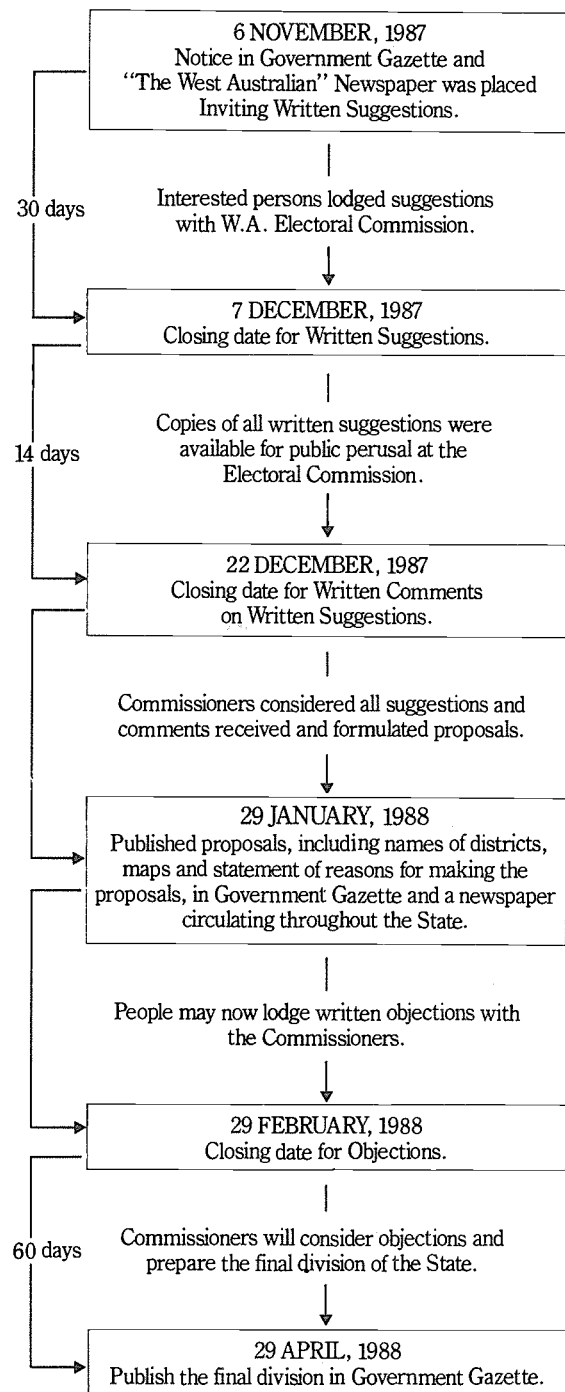 6 NOVEMBER, 1987
Notice in Government Gazette and
"The West Australian" Newspaper was placed
Inviting Written Suggestions.
30 days
Interested persons lodged suggestions
with W.A. Electoral Commission.
7 DECEMBER, 1987
Closing date for Written Suggestions.
14 days
Copies of all written suggestions were
available for public perusal at the
Electoral Commission.
22 DECEMBER, 1987
Closing date for Written Comments
on Written Suggestions.
Commissioners considered all suggestions and
comments received and formulated proposals.
29 JANUARY, 1988
Published proposals, including names of districts,
maps and statement of reasons for making the
proposals, in Government Gazette and a newspaper
circulating throughout the State.
People may now lodge written objections with
the Commissioners.
29 FEBRUARY, 1988
Closing date for Objections.
60 days
Commissioners will consider objections and
prepare the final division of the State.
29 APRIL, 1988
Publish the final division in Government Gazette.